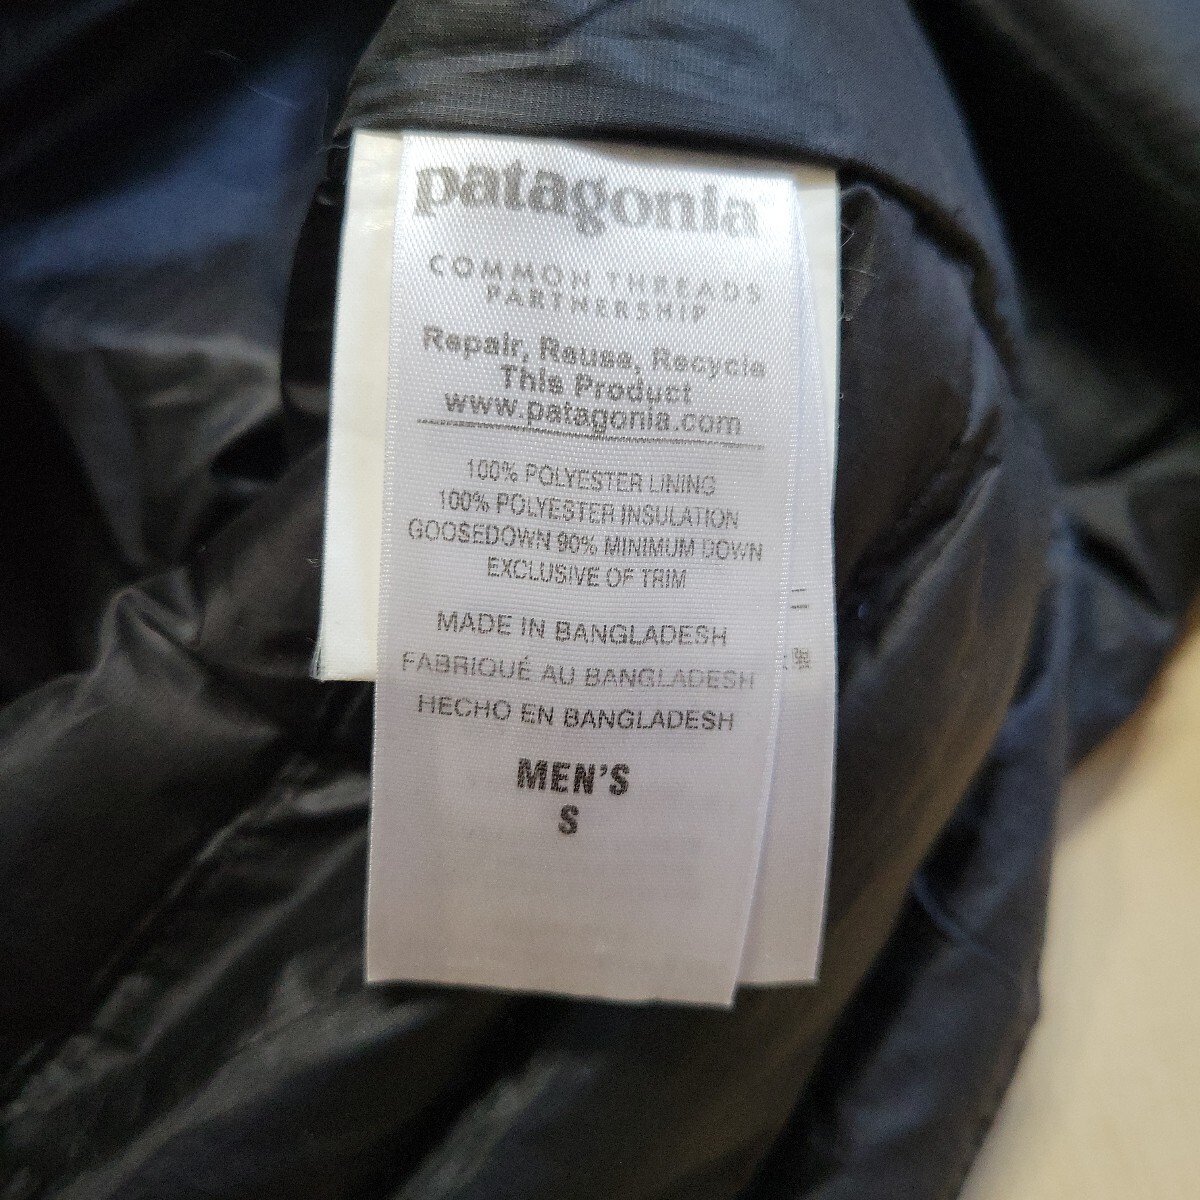 patagonia
COMMON THREADS
PARTNERSHIP
Repair, Reuse, Recycle
This Product
www.patagonia.com
100% POLYESTER LINING
100% POLYESTER INSULATION
GOOSEDOWN 90% MINIMUM DOWN
EXCLUSIVE OF TRIM
MADE IN BANGLADESH
FABRIQUÉ AU BANGLADESH
HECHO EN BANGLADESH
MEN'S
S